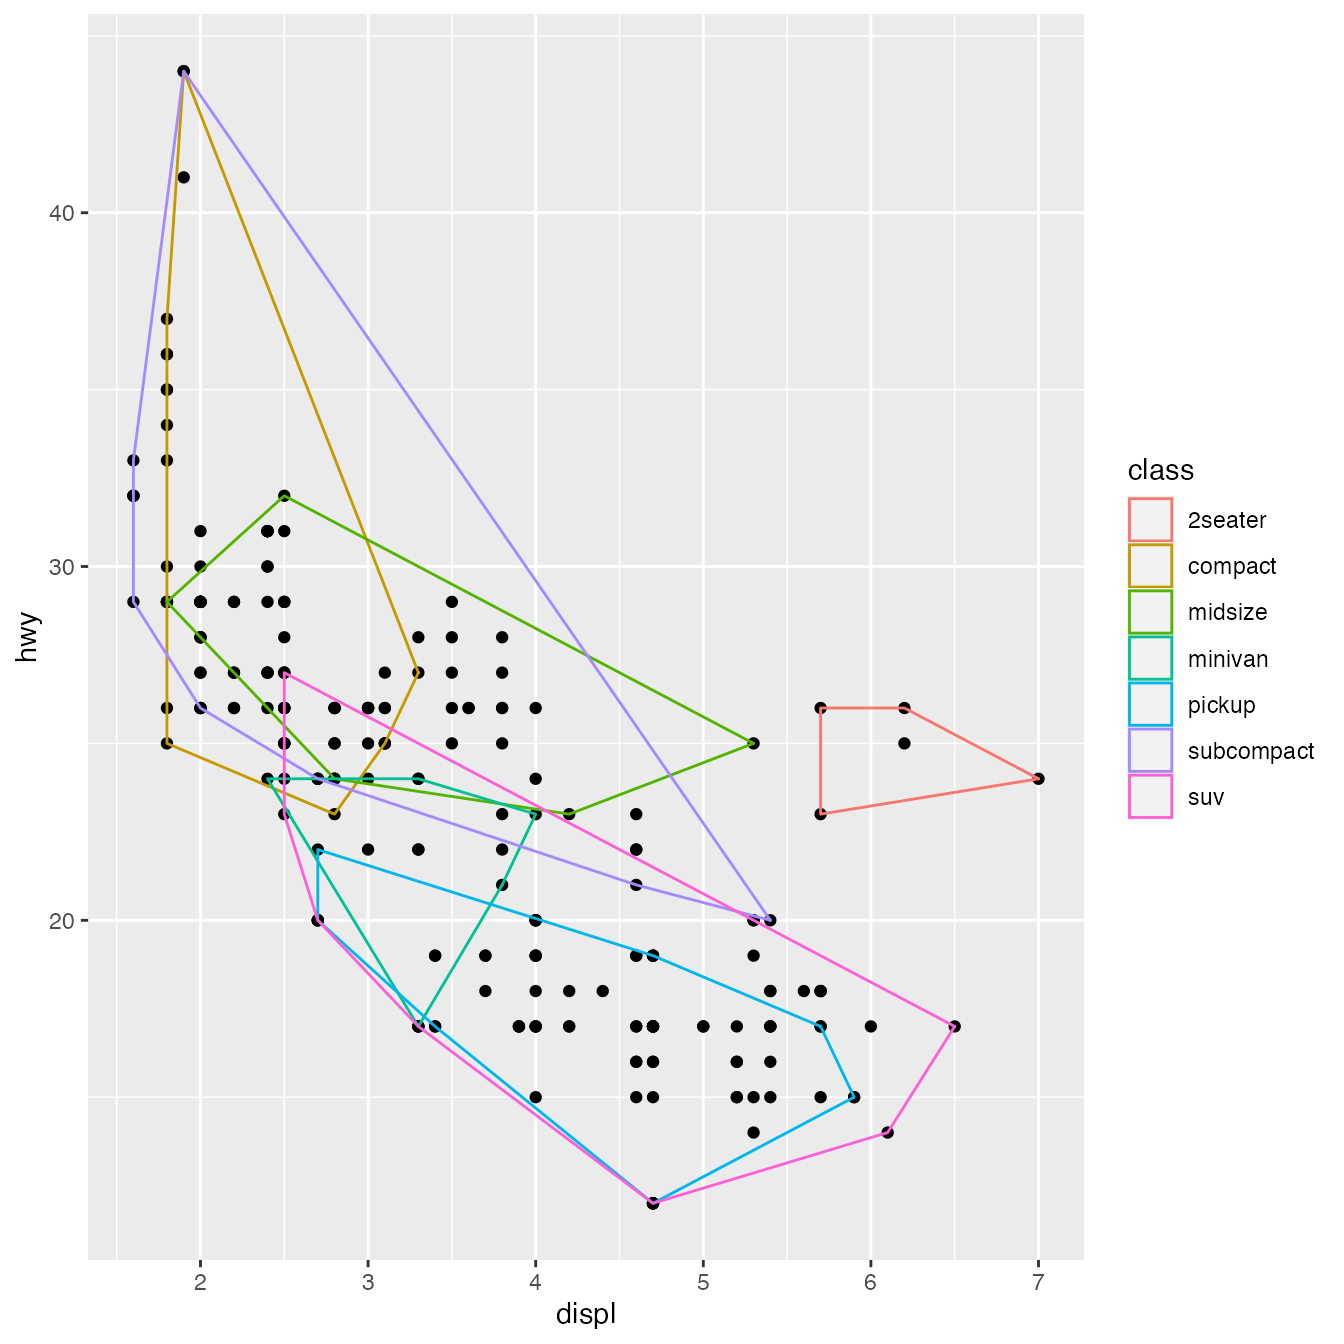 40
30
20
hwy
2
3
4
5
6
7
displ
class
2seater
compact
midsize
minivan
pickup
subcompact
suv